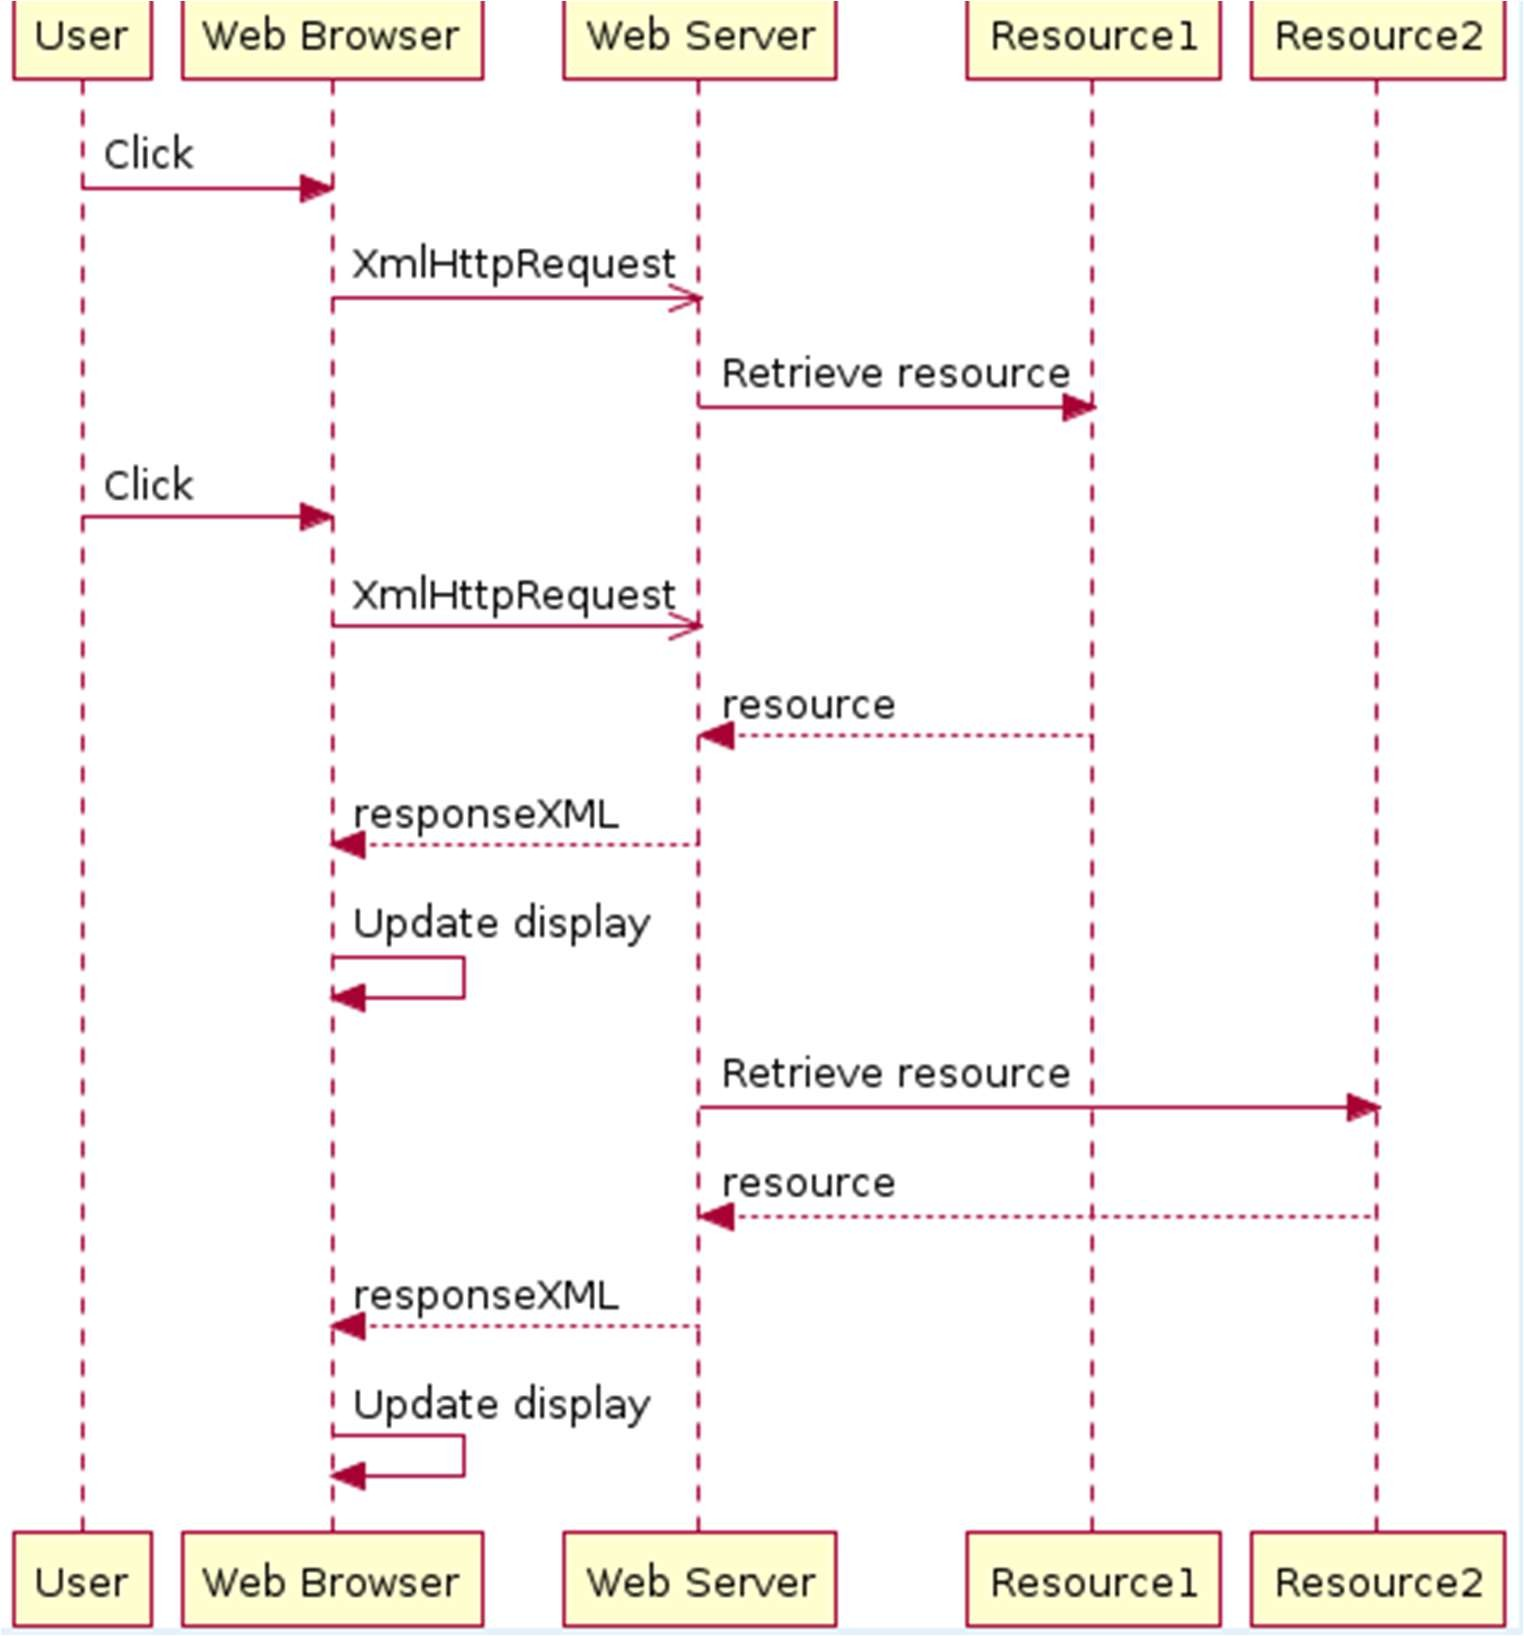 User Web Browser Web Server Resource1 Resource2
Click
XmlHttpRequest
Retrieve resource
Click
XmlHttpRequest
resource
responseXML
Update display
Retrieve resource
resource
responseXML
Update display
User Web Browser Web Server Resource1 Resource2